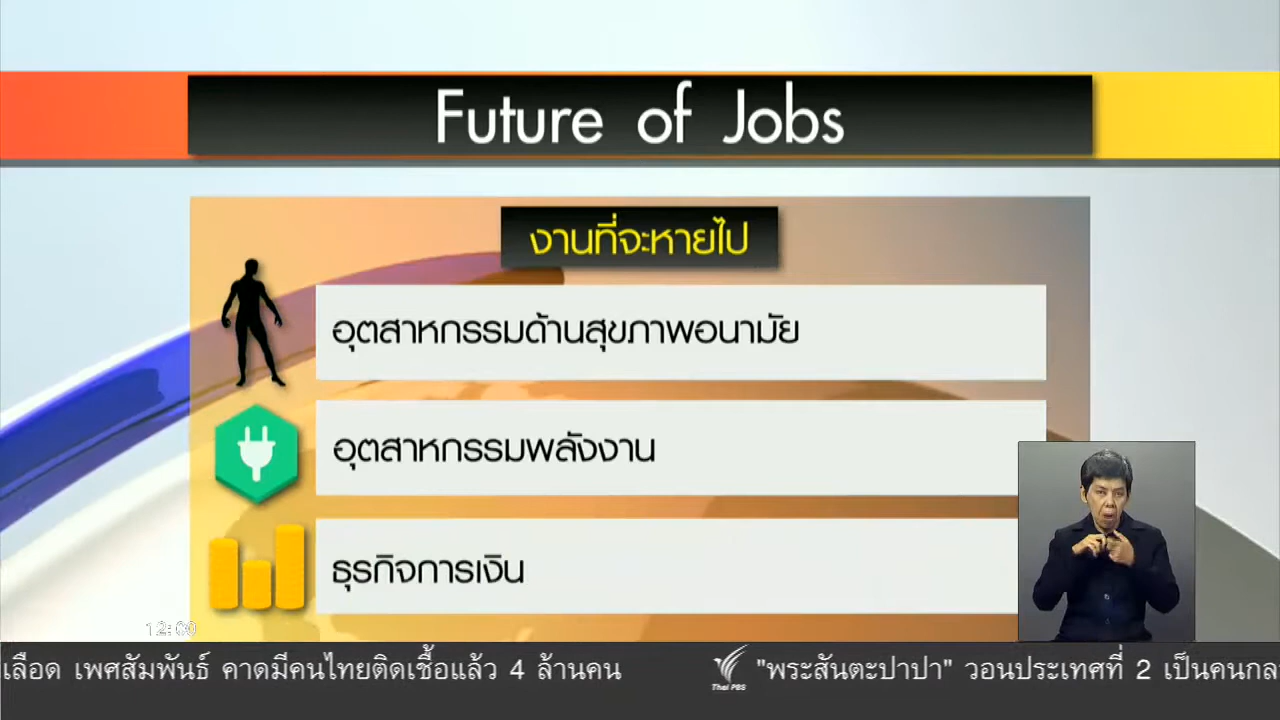 Future of Jobs
งานที่จะหายไป
อุตสาหกรรมด้านสุขภาพอนามัย
อุตสาหกรรมพลังงาน
ธุรกิจการเงิน
12:00
เลือด เพศสัมพันธ์ คาดมีคนไทยติดเชื้อแล้ว 4 ล้านคน
Thai PBS
"พระสันตะปาปา" วอนประเทศที่ 2 เป็นคนกล